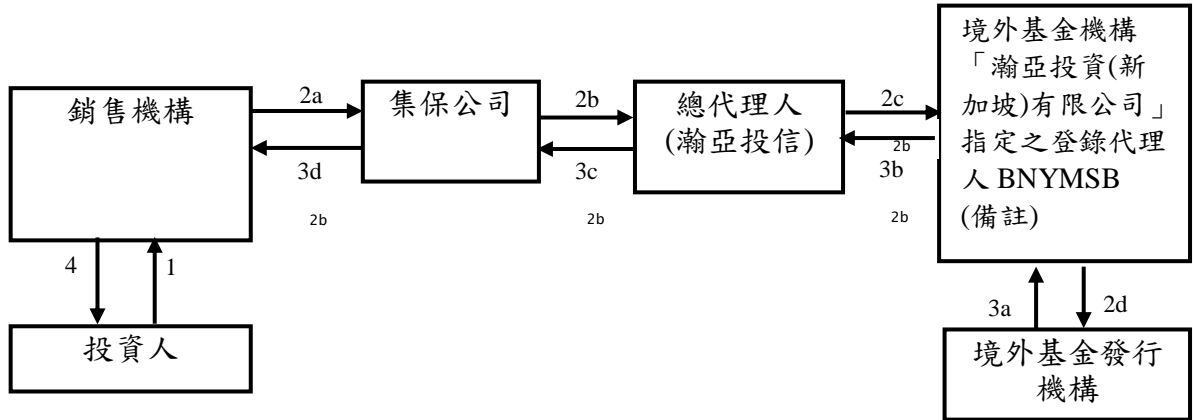 境外基金機構
「瀚亞投資(新
加坡)有限公司」
指定之登錄代理
人 BNYMSB
(備註)
銷售機構
2a
3d
2b
集保公司
2b
3c
2b
總代理人
(瀚亞投信)
2c
2b
3b
2b
4
1
投資人
3a
2d
境外基金發行
機構